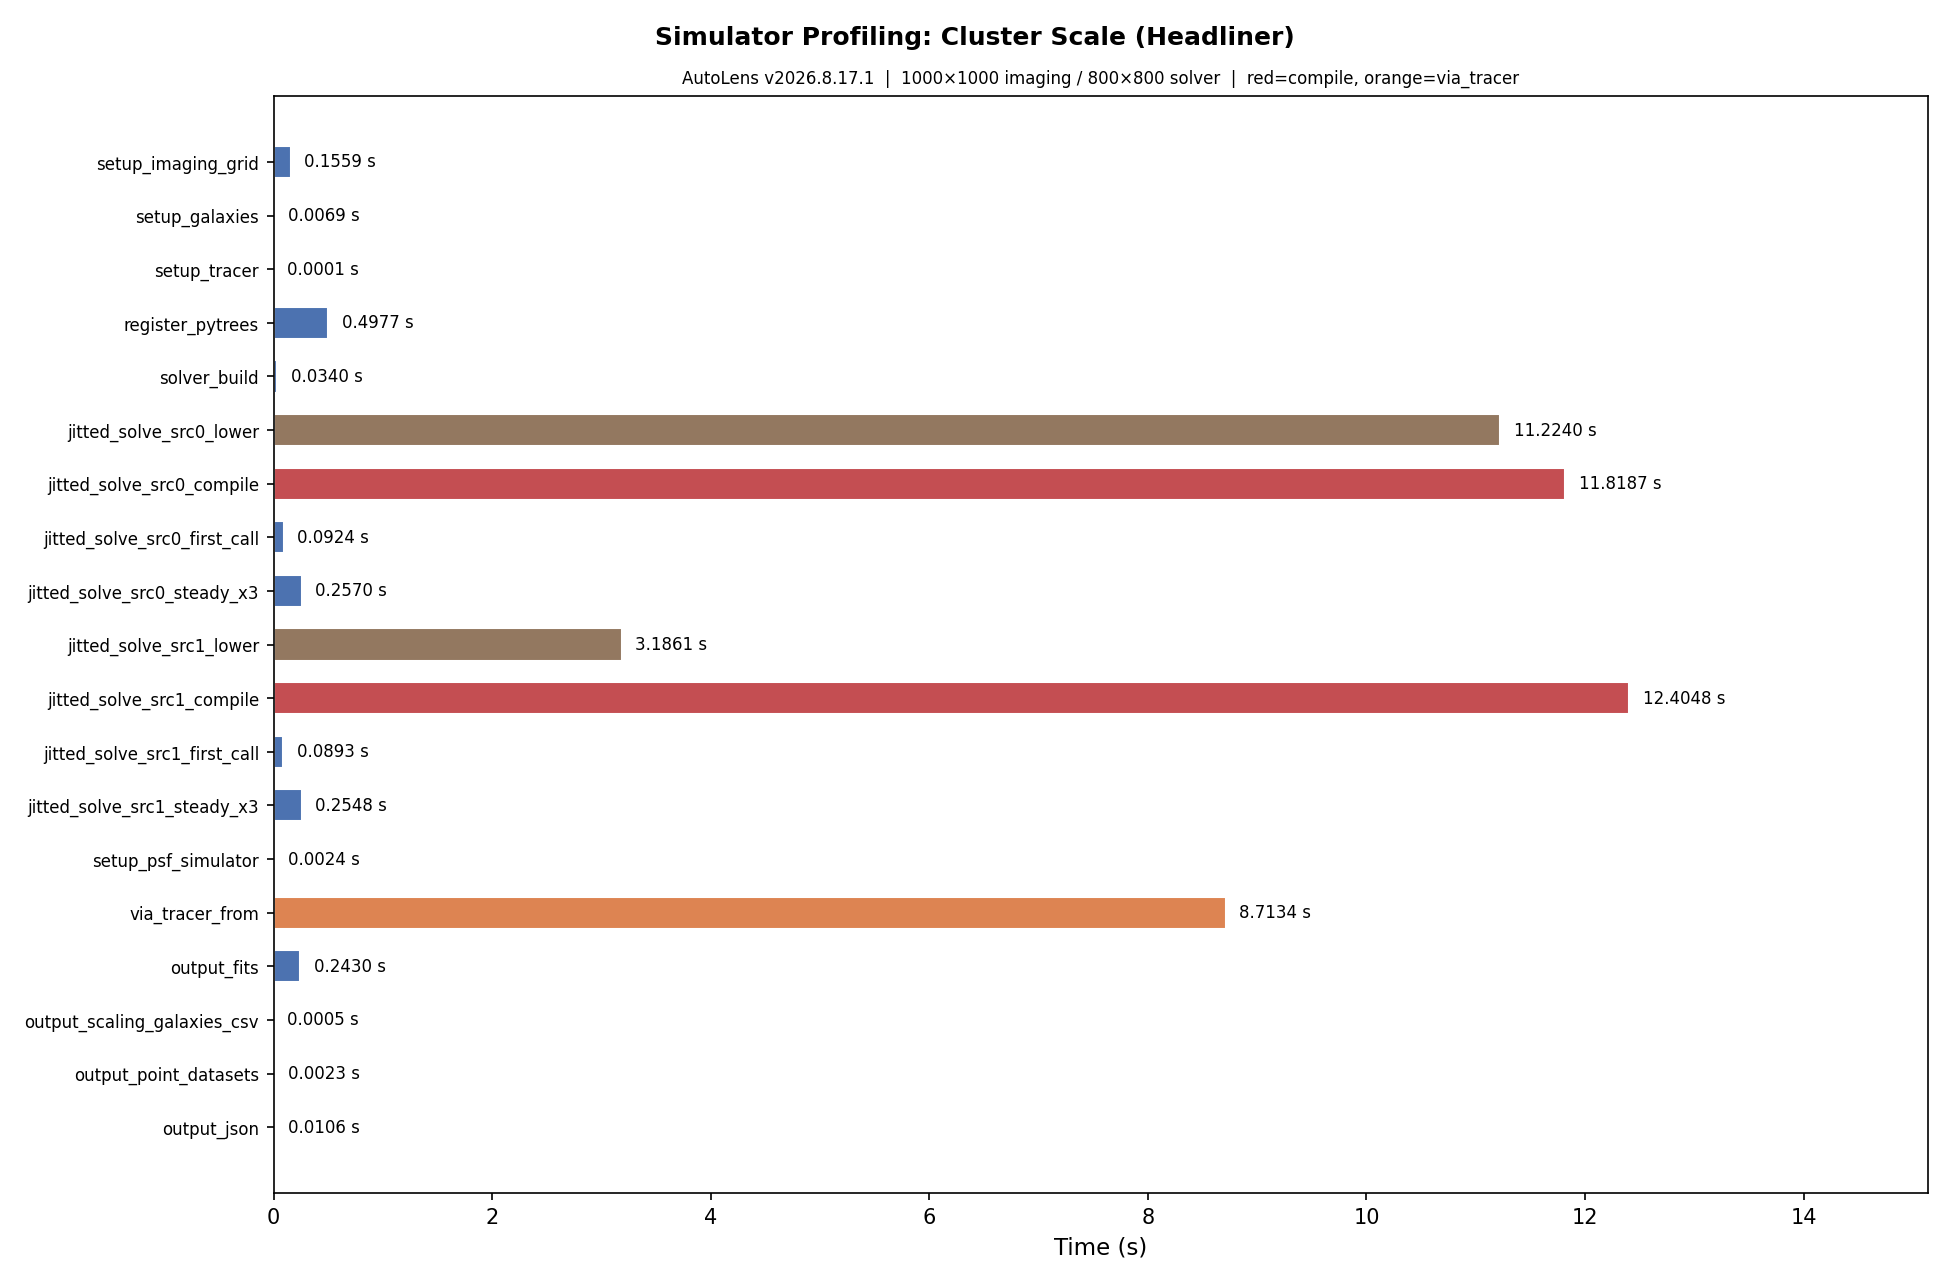 Simulator Profiling: Cluster Scale (Headliner)
AutoLens v2026.8.17.1 | 1000×1000 imaging / 800×800 solver | red=compile, orange=via_tracer
setup_imaging_grid 0.1559 s
setup_galaxies 0.0069 s
setup_tracer 0.0001 s
register_pytrees 0.4977 s
solver_build 0.0340 s
jitted_solve_src0_lower 11.2240 s
jitted_solve_src0_compile 11.8187 s
jitted_solve_src0_first_call 0.0924 s
jitted_solve_src0_steady_x3 0.2570 s
jitted_solve_src1_lower 3.1861 s
jitted_solve_src1_compile 12.4048 s
jitted_solve_src1_first_call 0.0893 s
jitted_solve_src1_steady_x3 0.2548 s
setup_psf_simulator 0.0024 s
via_tracer_from 8.7134 s
output_fits 0.2430 s
output_scaling_galaxies_csv 0.0005 s
output_point_datasets 0.0023 s
output_json 0.0106 s
0 2 4 6 8 10 12 14
Time (s)